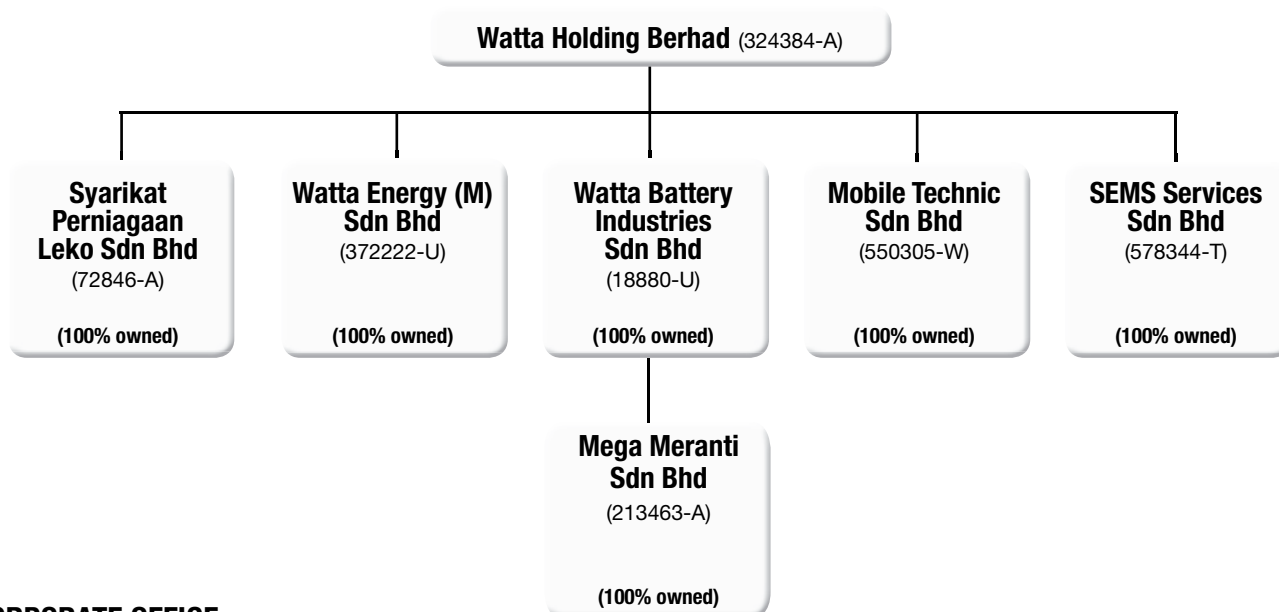 Watta Holding Berhad (324384-A)
Syarikat
Perniagaan
Leko Sdn Bhd
(72846-A)
(100% owned)
Watta Energy (M)
Sdn Bhd
(372222-U)
(100% owned)
Watta Battery
Industries
Sdn Bhd
(18880-U)
(100% owned)
Mobile Technic
Sdn Bhd
(550305-W)
(100% owned)
SEMS Services
Sdn Bhd
(578344-T)
(100% owned)
Mega Meranti
Sdn Bhd
(213463-A)
(100% owned)